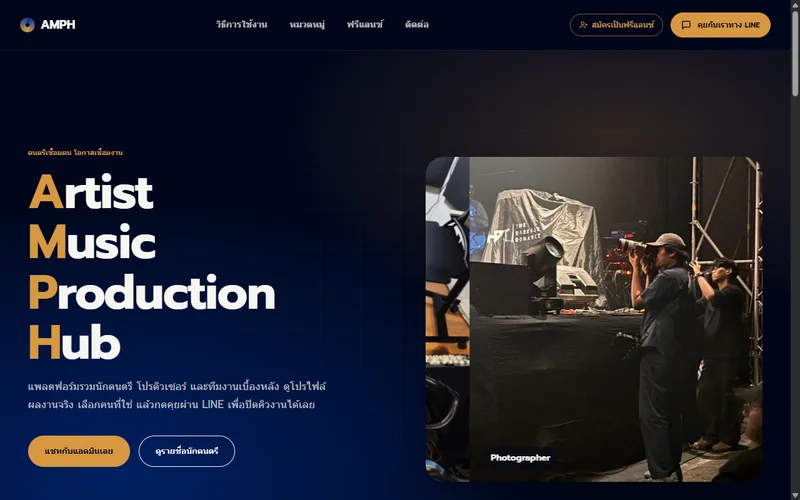 AMPH
วิธีการใช้งาน
หมวดหมู่
ฟรีแลนซ์
ติดต่อ
สมัครเป็นฟรีแลนซ์
คุยกับเราทาง LINE
ดนตรีเชื่อมคน โอกาสเชื่อมงาน
Artist
Music
Production
Hub
แพลตฟอร์มรวมนักดนตรี โปรดิวเซอร์ และทีมงานเบื้องหลัง ดูโปรไฟล์
ผลงานจริง เลือกคนที่ใช่ แล้วกดคุยผ่าน LINE เพื่อปิดคิวงานได้เลย
แชทกับแอดมินเลย
ดูรายชื่อนักดนตรี
THE
DARKER
ROMANCE
Photographer